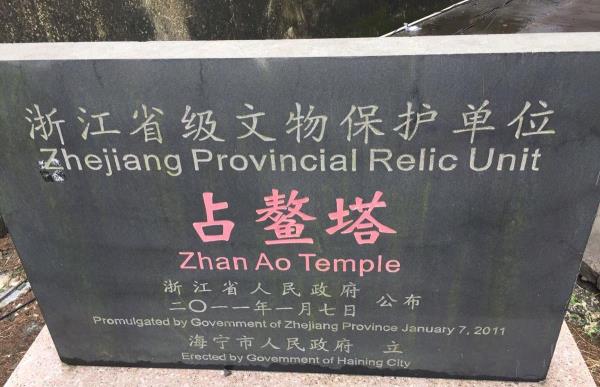 浙江省级文物保护单位
Zhejiang Provincial Relic Unit
占鳌塔
Zhan Ao Temple
浙江省人民政府
二〇一一年一月七日 公布
Promulgated by Government of Zhejiang Province January 7, 2011
海宁市人民政府 立
Erected by Government of Haining City